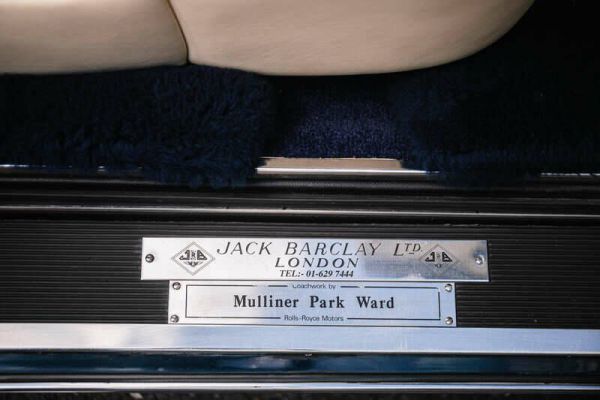 JACK BARCLAY LTD.
LONDON
TEL:- 01-629 7444
Coachwork by
Mulliner Park Ward
Rolls-Royce Motors